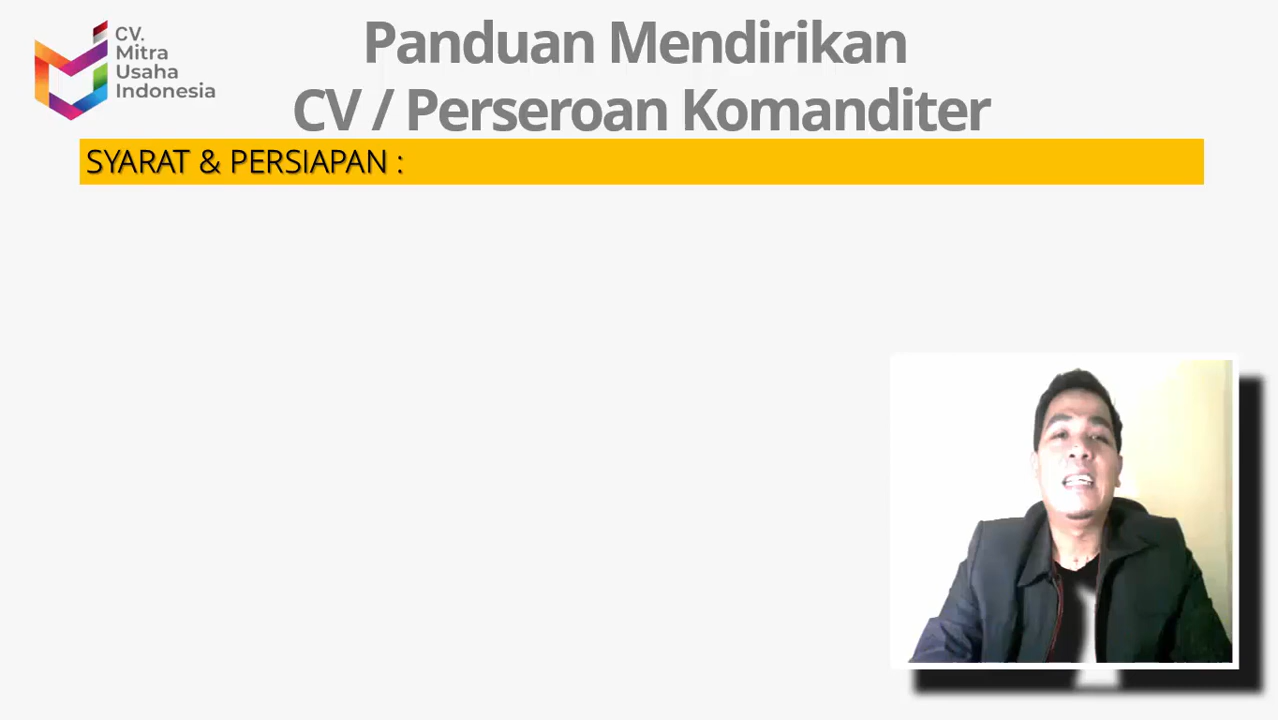 CV.
Mitra
Usaha
Indonesia
Panduan Mendirikan
CV / Perseroan Komanditer
SYARAT & PERSIAPAN :